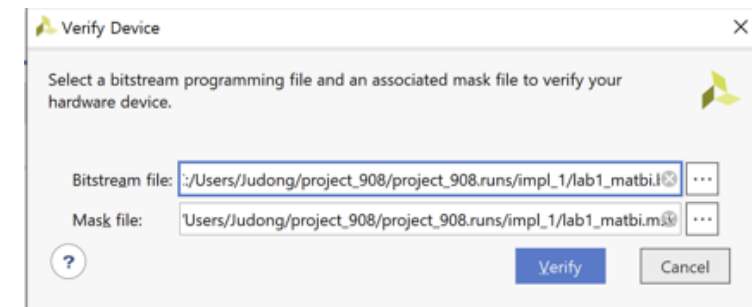 Verify Device
Select a bitstream programming file and an associated mask file to verify your
hardware device.
Bitstream file: :/Users/Judong/project_908/project_908.runs/impl_1/lab1_matbi.l ...
Mask file: 'Users/Judong/project_908/project_908.runs/impl_1/lab1_matbi.m ...
? Verify Cancel